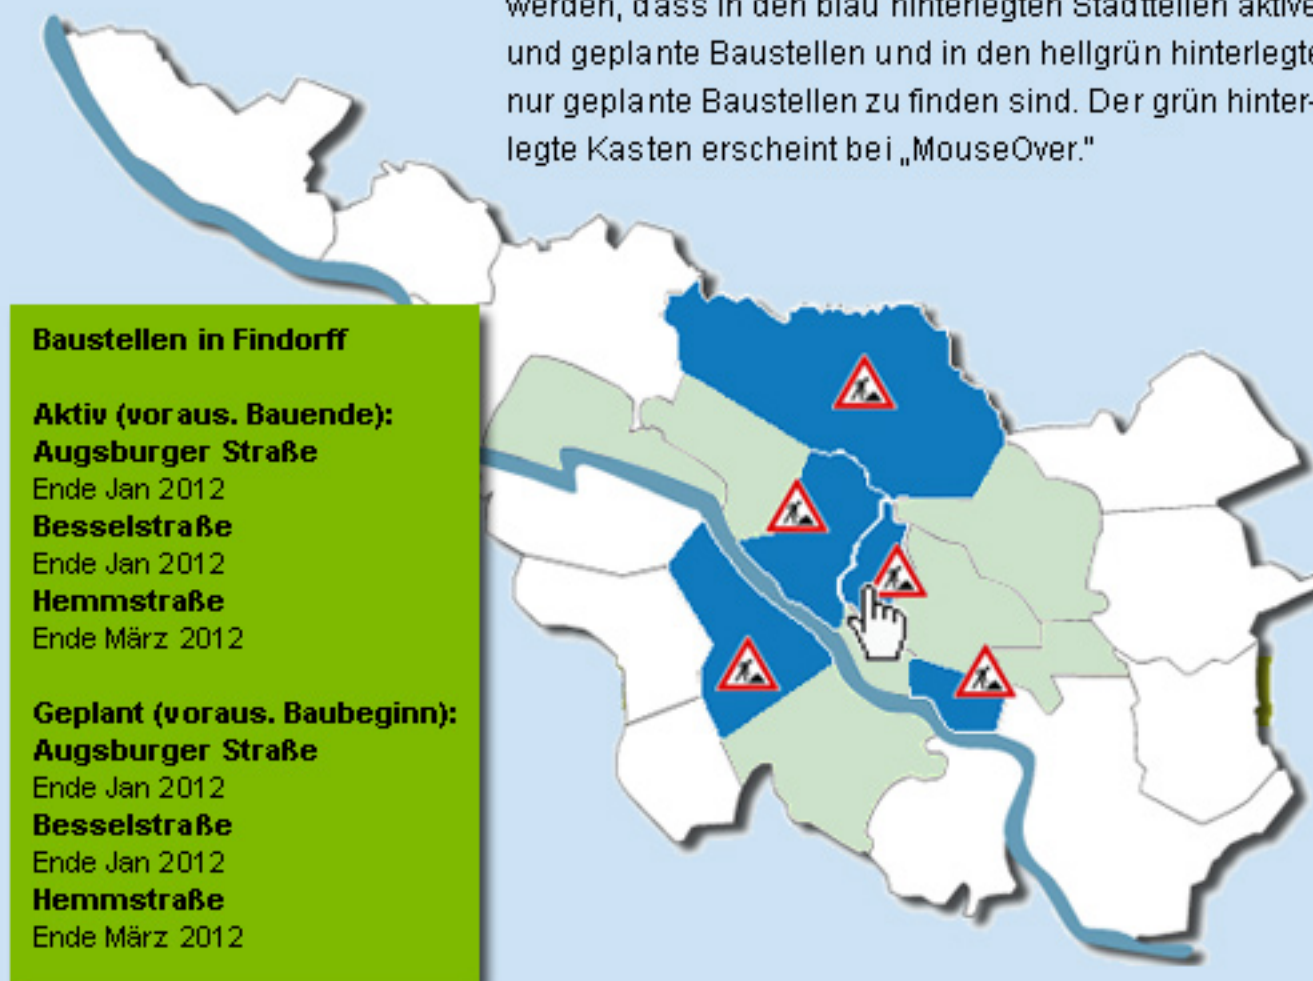 werden, dass in den blau hinterlegten Stadtteilen aktive
und geplante Baustellen und in den hellgrün hinterlegte
nur geplante Baustellen zu finden sind. Der grün hinter-
legte Kasten erscheint bei „MouseOver."
Baustellen in Findorff
Aktiv (voraus. Bauende):
Augsburger Straße
Ende Jan 2012
Besselstraße
Ende Jan 2012
Hemmstraße
Ende März 2012
Geplant (voraus. Baubeginn):
Augsburger Straße
Ende Jan 2012
Besselstraße
Ende Jan 2012
Hemmstraße
Ende März 2012